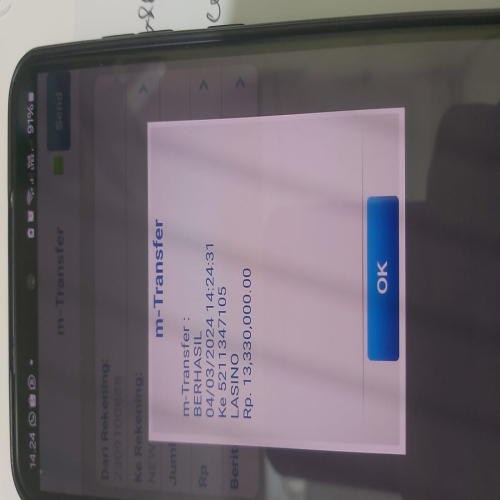 14.24
91%
m-Transfer
Send
Dari Rekening:
Ke Rekening:
Rp
m-Transfer
m-Transfer :
BERHASIL
04/03/2024 14:24:31
Ke 5211347105
LASINO
Rp. 13,330,000.00
OK